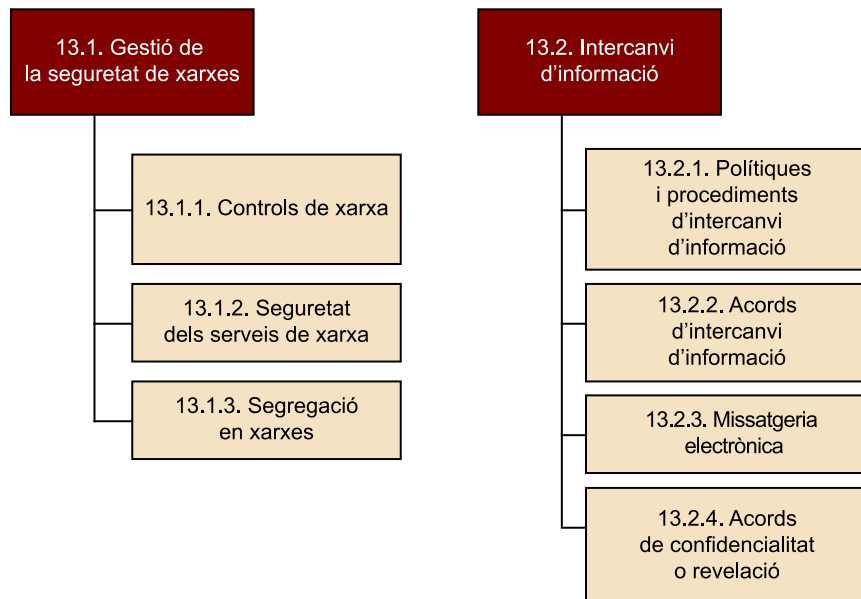 13.1. Gestió de
la seguretat de xarxes
13.1.1. Controls de xarxa
13.1.2. Seguretat
dels serveis de xarxa
13.1.3. Segregació
en xarxes
13.2. Intercanvi
d’informació
13.2.1. Polítiques
i procediments
d’intercanvi
d’informació
13.2.2. Acords
d’intercanvi
d’informació
13.2.3. Missatgeria
electrònica
13.2.4. Acords
de confidencialitat
o revelació